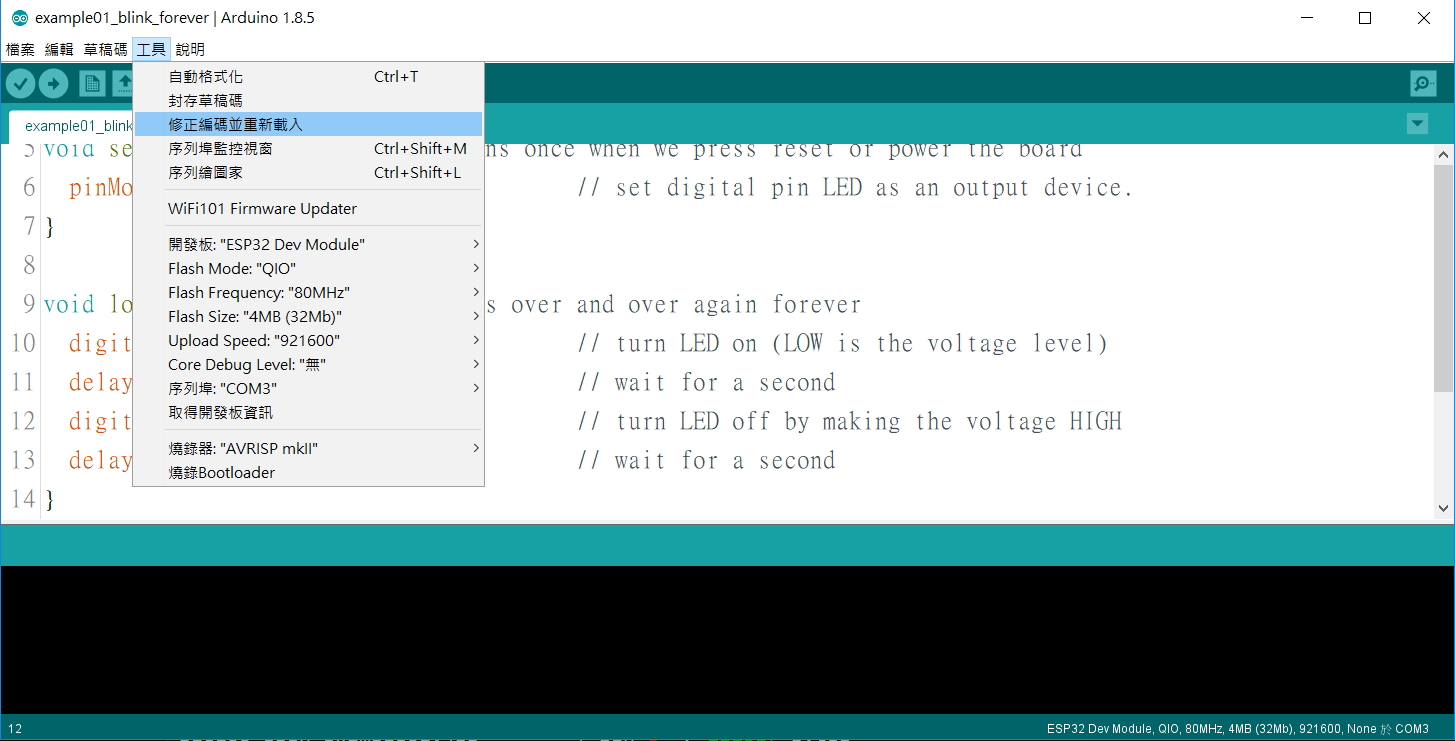 example01_blink_forever | Arduino 1.8.5
檔案 編輯 草稿碼 工具 說明
自動格式化 Ctrl+T
封存草稿碼
修正編碼並重新載入
序列埠監控視窗 Ctrl+Shift+M
序列繪圖家 Ctrl+Shift+L
WiFi101 Firmware Updater
開發板: "ESP32 Dev Module"
Flash Mode: "QIO"
Flash Frequency: "80MHz"
Flash Size: "4MB (32Mb)"
Upload Speed: "921600"
Core Debug Level: "無"
序列埠: "COM3"
取得開發板資訊
燒錄器: "AVRISP mkII"
燒錄Bootloader
example01_blink
5 void se ns once when we press reset or power the board
6 pinMo // set digital pin LED as an output device.
7 }
8
9 void lo s over and over again forever
10 digit // turn LED on (LOW is the voltage level)
11 delay // wait for a second
12 digit // turn LED off by making the voltage HIGH
13 delay // wait for a second
14 }
12 ESP32 Dev Module, QIO, 80MHz, 4MB (32Mb), 921600, None 於 COM3